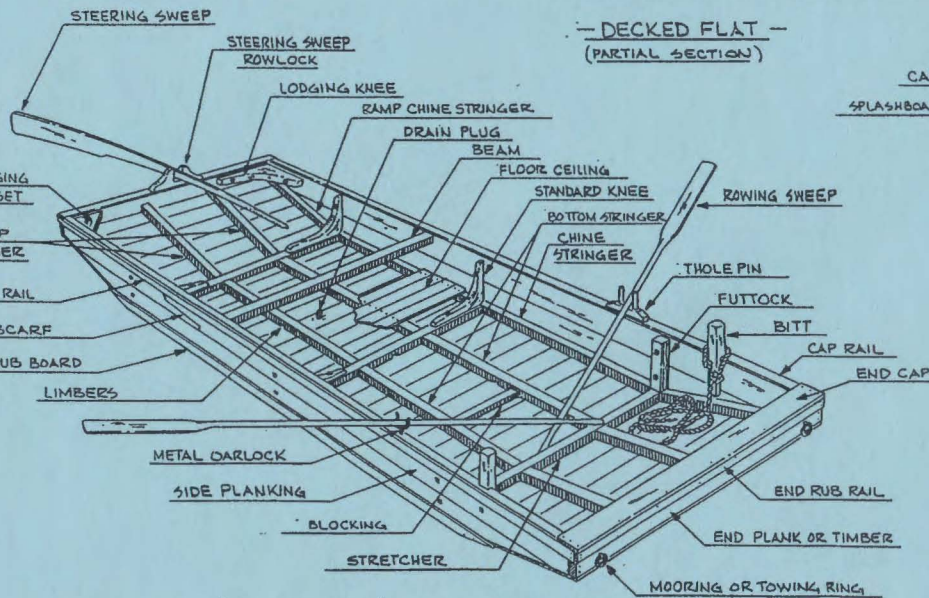 STEERING SWEEP
— DECKED FLAT —
(PARTIAL SECTION)
STEERING SWEEP
ROWLOCK
LODGING KNEE
RAMP CHINE STRINGER
DRAIN PLUG
BEAM
FLOOR CEILING
STANDARD KNEE
BOTTOM STRINGER
CHINE
STRINGER
ROWING SWEEP
THOLE PIN
FUTTOCK
BITT
CAP RAIL
END CAP
RAIL
SCARF
RUB BOARD
LIMBERS
METAL OARLOCK
SIDE PLANKING
BLOCKING
STRETCHER
END RUB RAIL
END PLANK OR TIMBER
MOORING OR TOWING RING